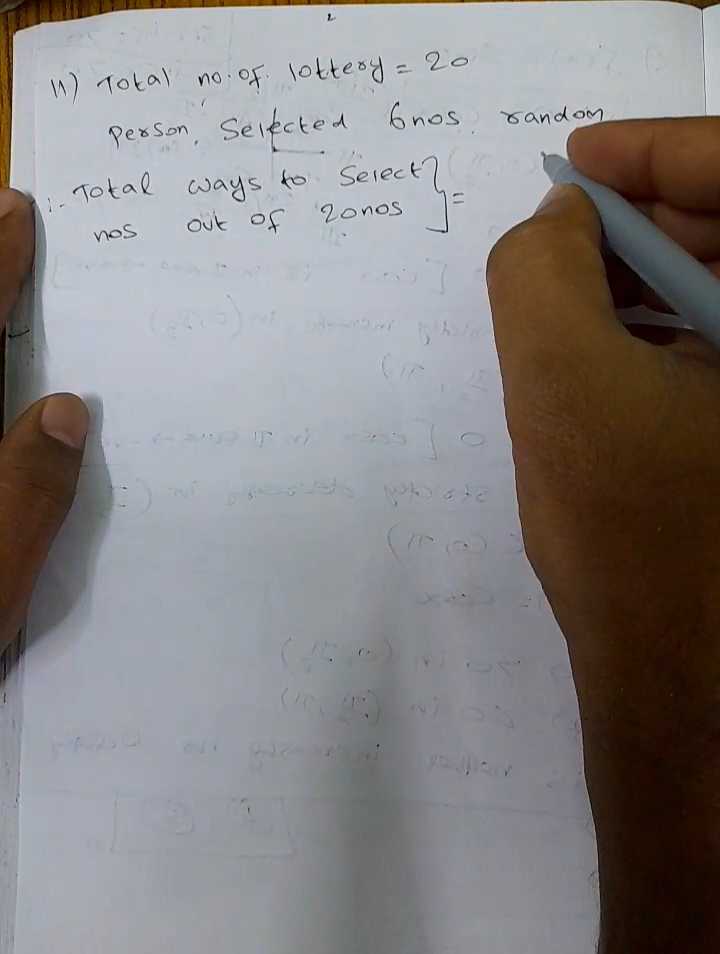 11) Total no. of. lottery = 20
person, Selected 6nos. random
:- Total ways to Select } =
nos out of 20nos